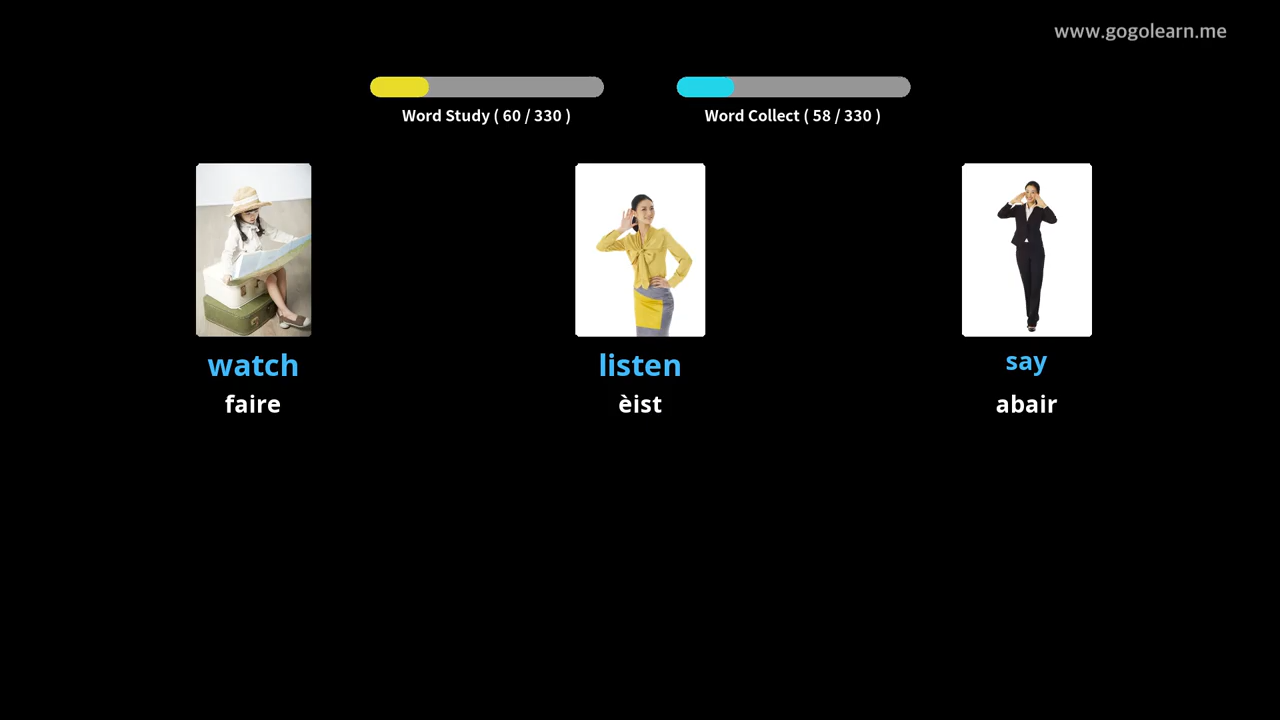 www.gogolearn.me
Word Study ( 60 / 330 )
Word Collect ( 58 / 330 )
watch
listen
say
faire
èist
abair